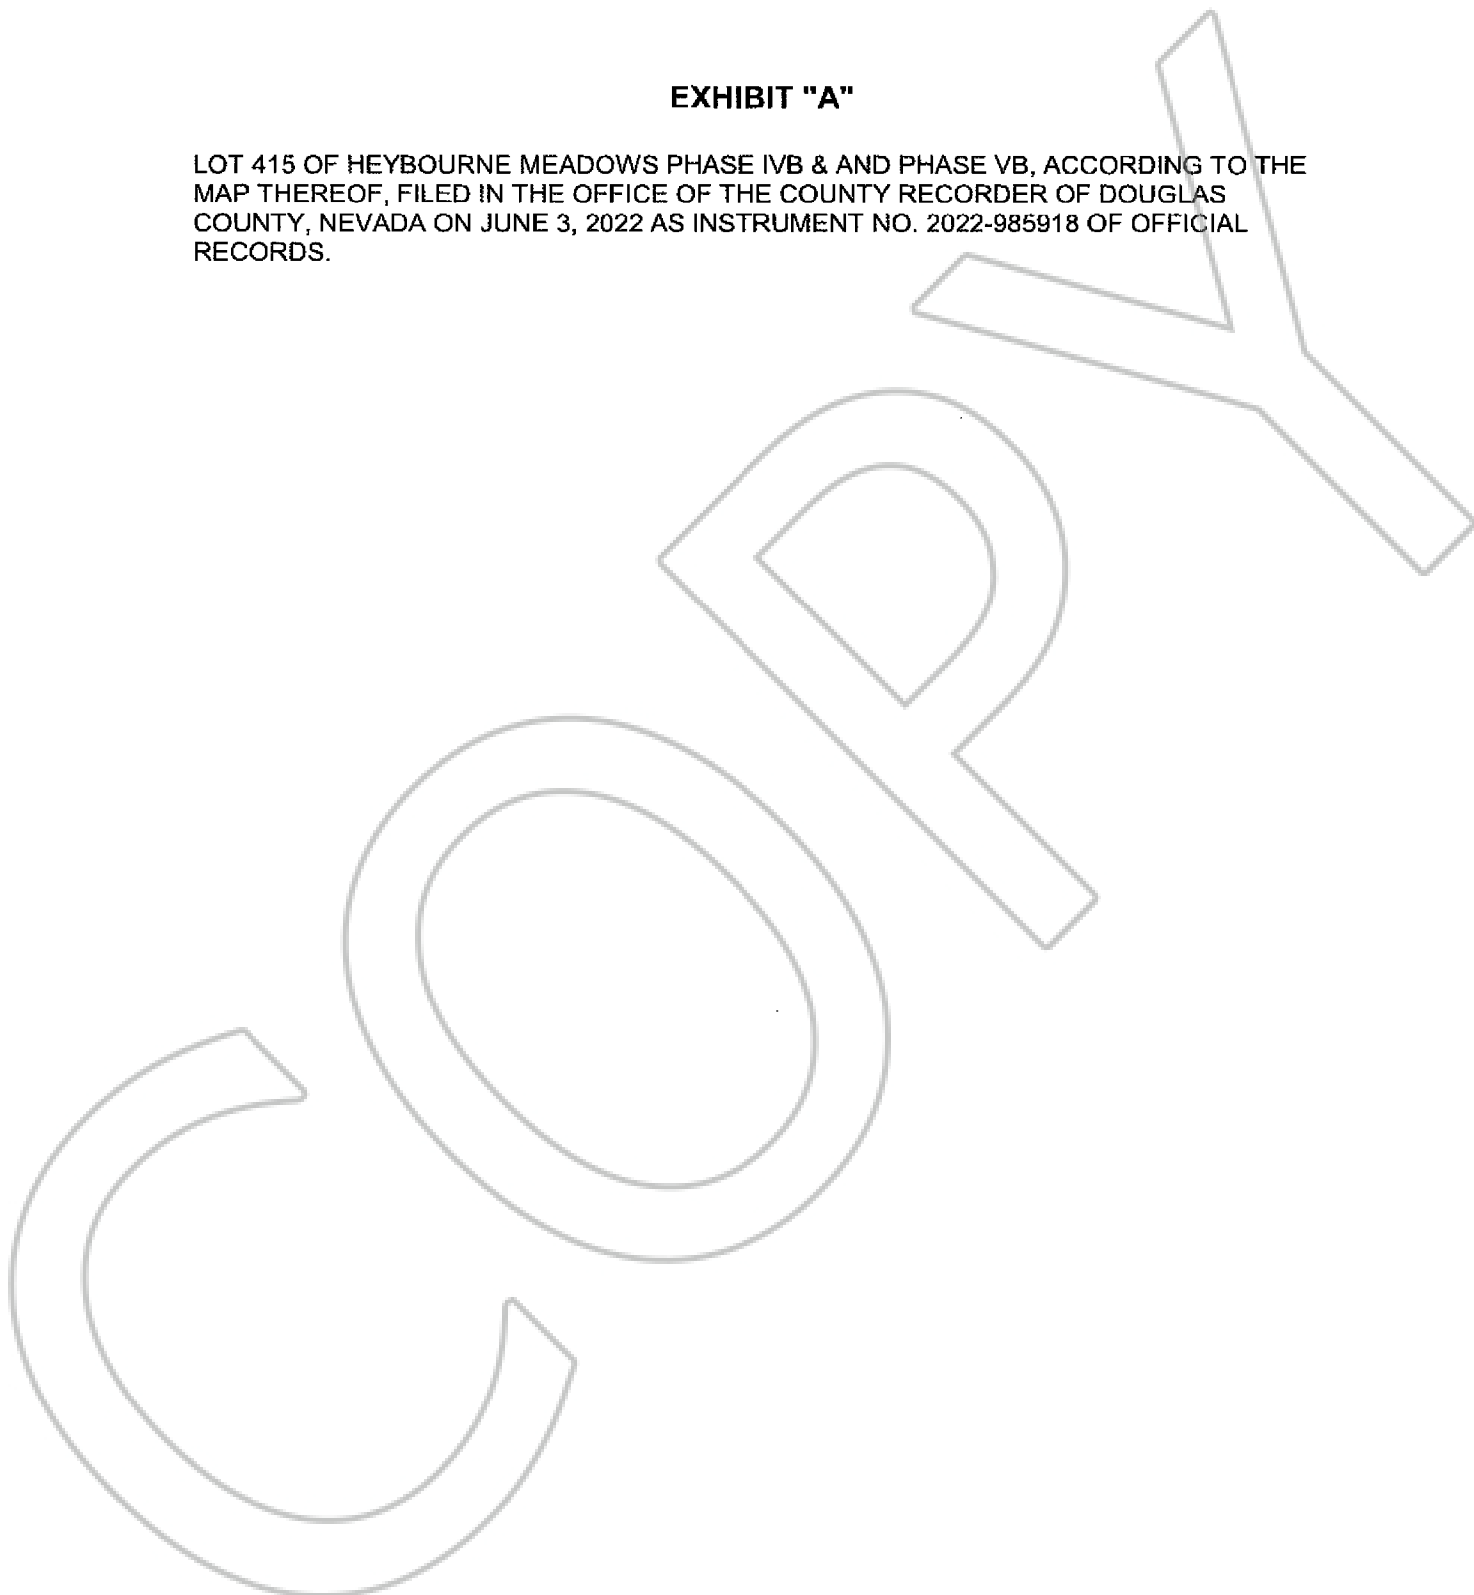 EXHIBIT "A"
LOT 415 OF HEYBOURNE MEADOWS PHASE IVB & AND PHASE VB, ACCORDING TO THE
MAP THEREOF, FILED IN THE OFFICE OF THE COUNTY RECORDER OF DOUGLAS
COUNTY, NEVADA ON JUNE 3, 2022 AS INSTRUMENT NO. 2022-985918 OF OFFICIAL
RECORDS.
COPY